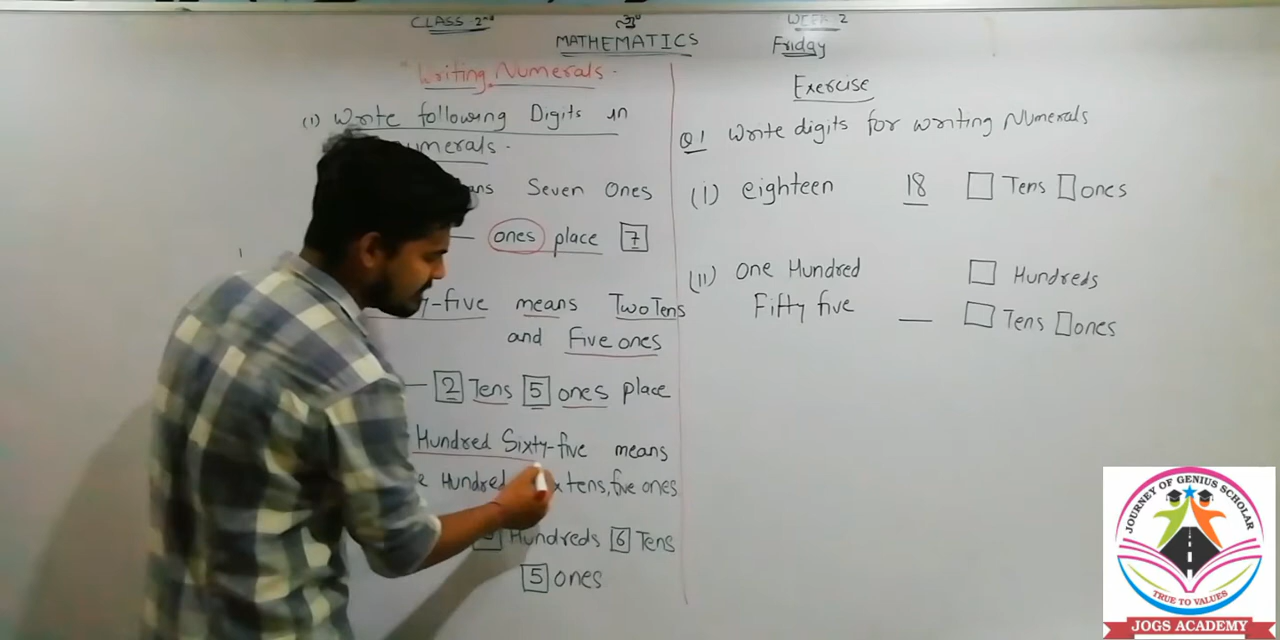 CLASS 2nd
WEEK 2
MATHEMATICS
Friday
Writing Numerals.
(1) Write following Digits in
Seven Ones
ones place 7
-five means Two Tens
and Five ones
2 Tens 5 ones place
Hundred Sixty-five means
Hundred tens, five ones
Hundreds 6 Tens
5 ones
Exercise
Q1 Write digits for writing Numerals
(i) eighteen 18 Tens ones
(II) One Hundred Hundreds
Fifty five Tens ones
JOURNEY OF GENIUS SCHOLAR
TRUE TO VALUES
JOGS ACADEMY